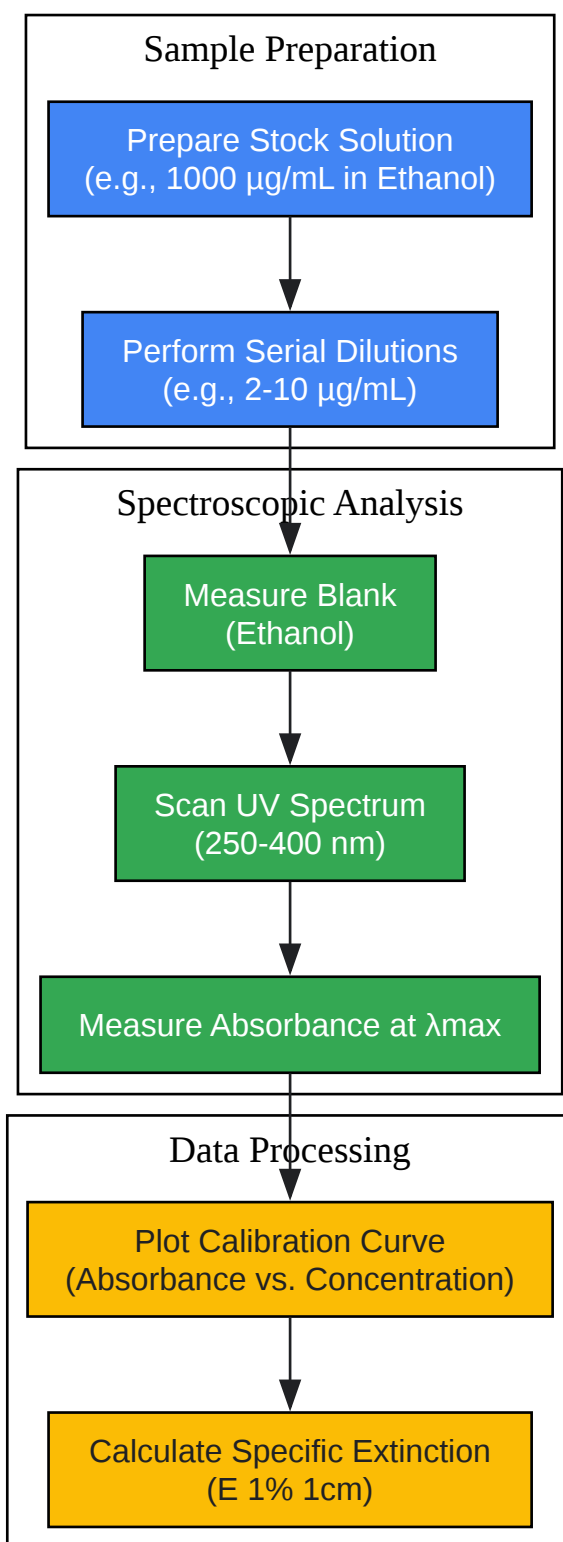 Sample Preparation
Prepare Stock Solution
(e.g., 1000 µg/mL in Ethanol)
Perform Serial Dilutions
(e.g., 2-10 µg/mL)
Spectroscopic Analysis
Measure Blank
(Ethanol)
Scan UV Spectrum
(250-400 nm)
Measure Absorbance at λmax
Data Processing
Plot Calibration Curve
(Absorbance vs. Concentration)
Calculate Specific Extinction
(E 1% 1cm)